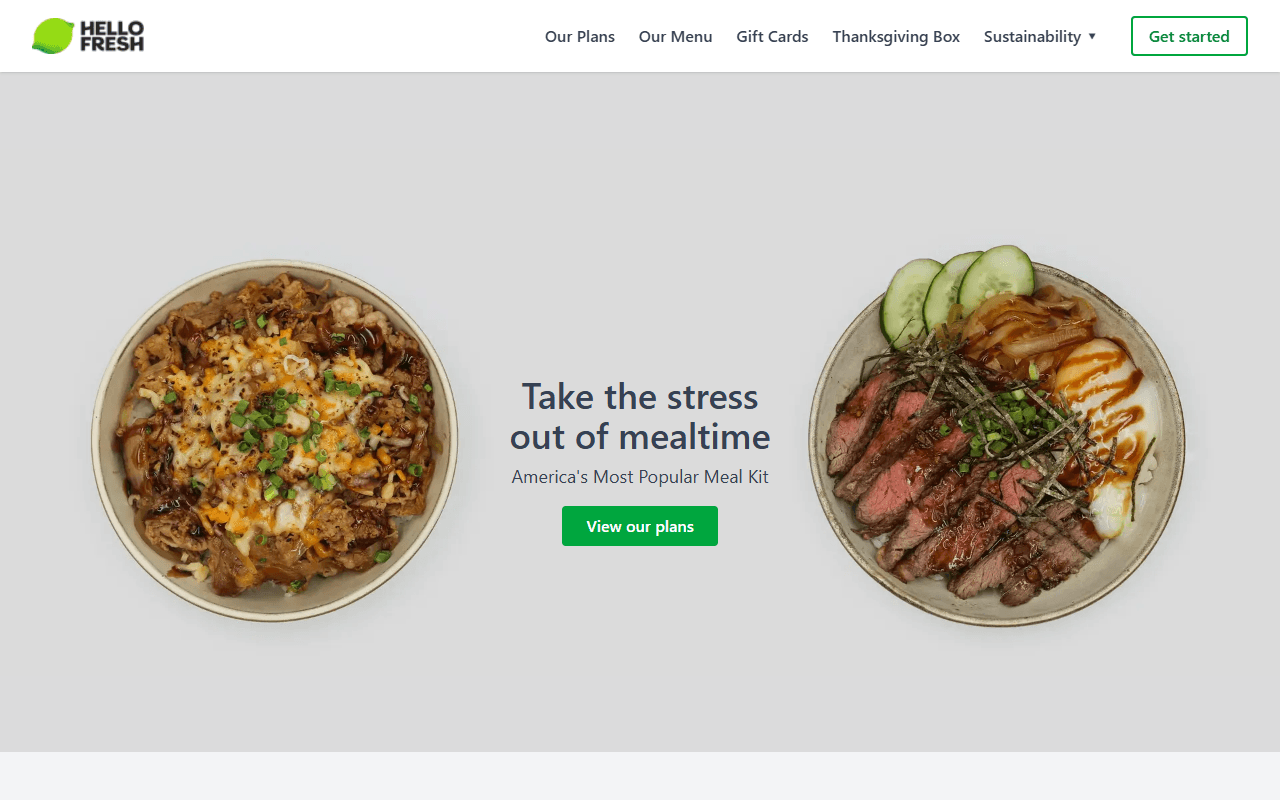 HELLO
FRESH
Our Plans
Our Menu
Gift Cards
Thanksgiving Box
Sustainability ▼
Get started
Take the stress
out of mealtime
America's Most Popular Meal Kit
View our plans